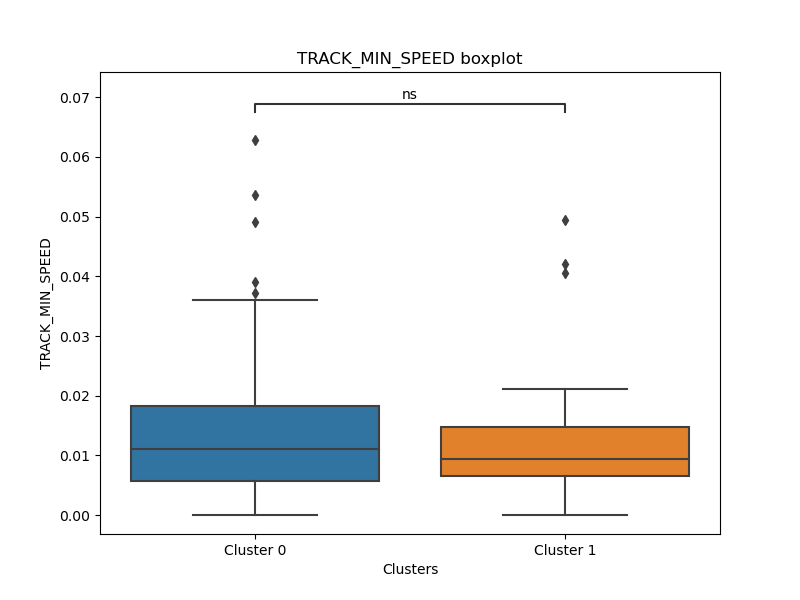 TRACK_MIN_SPEED boxplot
ns
0.07
0.06
0.05
0.04
0.03
0.02
0.01
0.00
TRACK_MIN_SPEED
Cluster 0
Cluster 1
Clusters